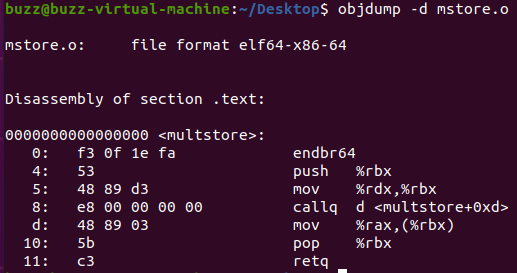 buzz@buzz-virtual-machine:~/Desktop$ objdump -d mstore.o
mstore.o:     file format elf64-x86-64
Disassembly of section .text:
0000000000000000 <multstore>:
   0:   f3 0f 1e fa             endbr64
   4:   53                      push   %rbx
   5:   48 89 d3                mov    %rdx,%rbx
   8:   e8 00 00 00 00          callq  d <multstore+0xd>
   d:   48 89 03                mov    %rax,(%rbx)
  10:   5b                      pop    %rbx
  11:   c3                      retq